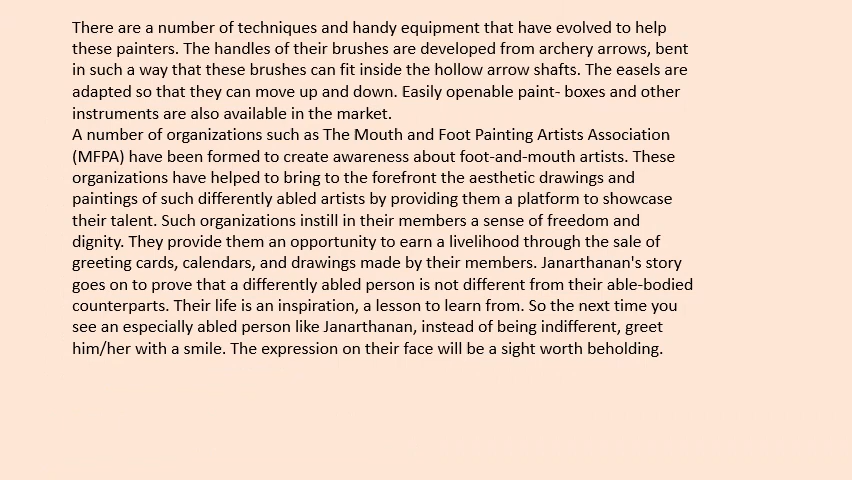 There are a number of techniques and handy equipment that have evolved to help
these painters. The handles of their brushes are developed from archery arrows, bent
in such a way that these brushes can fit inside the hollow arrow shafts. The easels are
adapted so that they can move up and down. Easily openable paint- boxes and other
instruments are also available in the market.
A number of organizations such as The Mouth and Foot Painting Artists Association
(MFPA) have been formed to create awareness about foot-and-mouth artists. These
organizations have helped to bring to the forefront the aesthetic drawings and
paintings of such differently abled artists by providing them a platform to showcase
their talent. Such organizations instill in their members a sense of freedom and
dignity. They provide them an opportunity to earn a livelihood through the sale of
greeting cards, calendars, and drawings made by their members. Janarthanan's story
goes on to prove that a differently abled person is not different from their able-bodied
counterparts. Their life is an inspiration, a lesson to learn from. So the next time you
see an especially abled person like Janarthanan, instead of being indifferent, greet
him/her with a smile. The expression on their face will be a sight worth beholding.